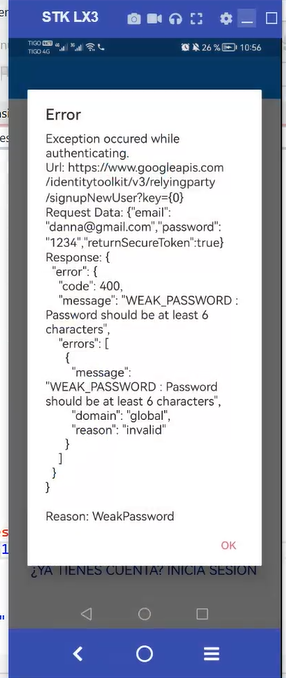 STK LX3
TIGO
TIGO 4G
26 % 10:56
Error
Exception occured while
authenticating.
Url: https://www.googleapis.com
/identitytoolkit/v3/relyingparty
/signupNewUser?key={0}
Request Data: {"email":
"danna@gmail.com","password":
"1234","returnSecureToken":true}
Response: {
"error": {
"code": 400,
"message": "WEAK_PASSWORD :
Password should be at least 6
characters",
"errors": [
{
"message":
"WEAK_PASSWORD : Password
should be at least 6 characters",
"domain": "global",
"reason": "invalid"
}
]
}
}
Reason: WeakPassword
OK
¿YA TIENES CUENTA? INICIA SESION